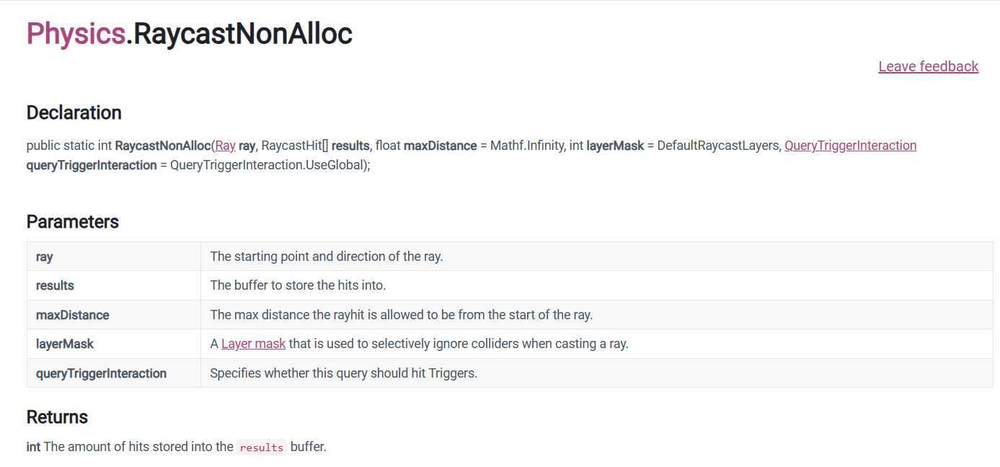 Physics.RaycastNonAlloc
Leave feedback
Declaration
public static int RaycastNonAlloc(Ray ray, RaycastHit[] results, float maxDistance = Mathf.Infinity, int layerMask = DefaultRaycastLayers, QueryTriggerInteraction
queryTriggerInteraction = QueryTriggerInteraction.UseGlobal);
Parameters
ray The starting point and direction of the ray.
results The buffer to store the hits into.
maxDistance The max distance the rayhit is allowed to be from the start of the ray.
layerMask A Layer mask that is used to selectively ignore colliders when casting a ray.
queryTriggerInteraction Specifies whether this query should hit Triggers.
Returns
int The amount of hits stored into the results buffer.